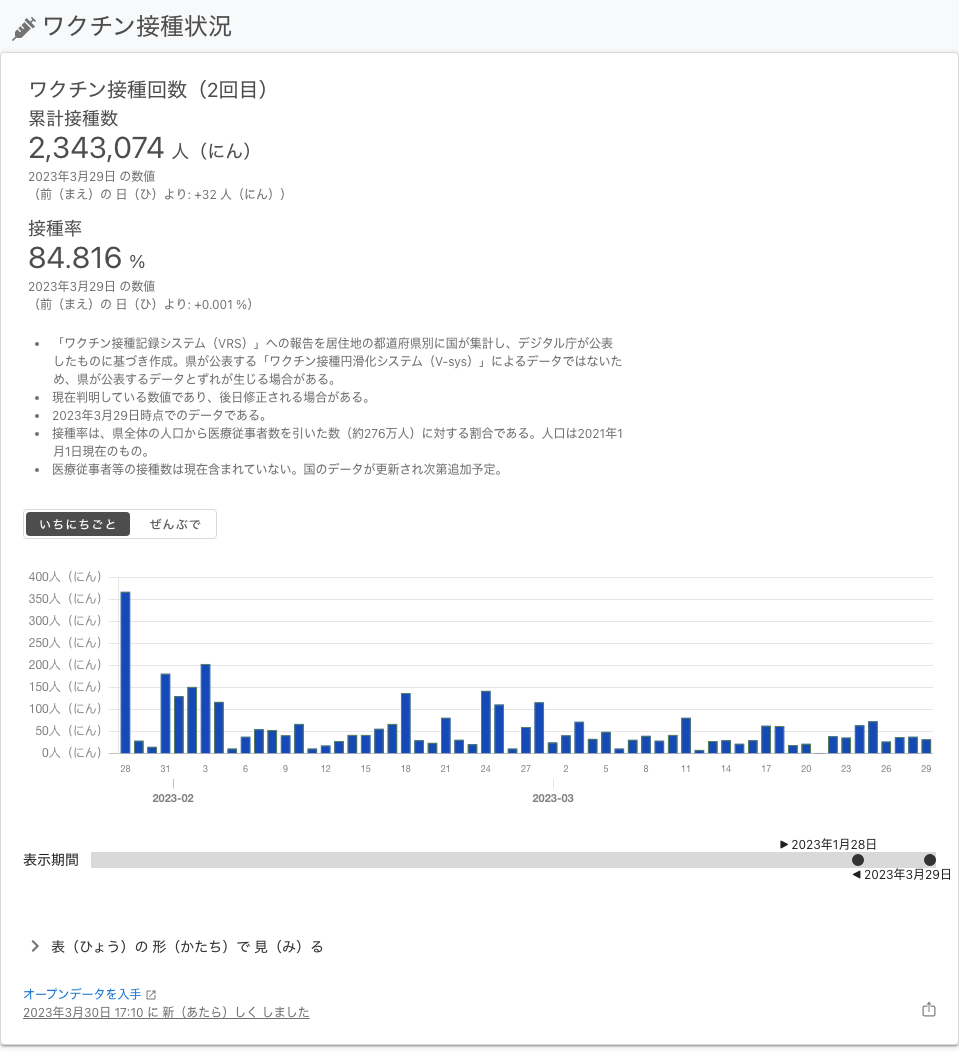 ワクチン接種状況
ワクチン接種回数（2回目）
累計接種数
2,343,074 人（にん）
2023年3月29日 の数値
（前（まえ）の 日（ひ）より: +32 人（にん））
接種率
84.816 %
2023年3月29日 の数値
（前（まえ）の 日（ひ）より: +0.001 %）
• 「ワクチン接種記録システム（VRS）」への報告を居住地の都道府県別に国が集計し、デジタル庁が公表
したものに基づき作成。県が公表する「ワクチン接種円滑化システム（V-sys）」によるデータではないた
め、県が公表するデータとずれが生じる場合がある。
• 現在判明している数値であり、後日修正される場合がある。
• 2023年3月29日時点でのデータである。
• 接種率は、県全体の人口から医療従事者数を引いた数（約276万人）に対する割合である。人口は2021年1
月1日現在のもの。
• 医療従事者等の接種数は現在含まれていない。国のデータが更新され次第追加予定。
いちにちごと ぜんぶで
400人（にん）
350人（にん）
300人（にん）
250人（にん）
200人（にん）
150人（にん）
100人（にん）
50人（にん）
0人（にん）
28 31 3 6 9 12 15 18 21 24 27 2 5 8 11 14 17 20 23 26 29
2023-02 2023-03
▶ 2023年1月28日
表示期間
◀ 2023年3月29日
表（ひょう）の 形（かたち）で 見（み）る
オープンデータを入手
2023年3月30日 17:10 に 新（あたら）しく しました